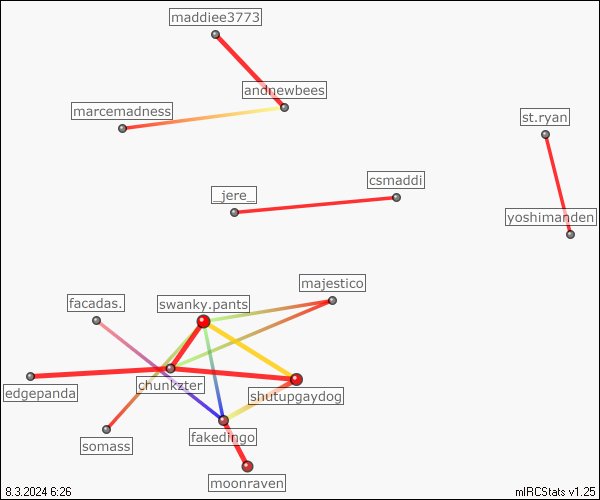 maddiee3773
andnewbees
marcemadness
st.ryan
csmaddi
_jere_
yoshimanden
majestico
swanky.pants
facadas.
chunkzter
edgepanda
shutupgaydog
fakedingo
somass
moonraven
8.3.2024 6:26
mIRCStats v1.25